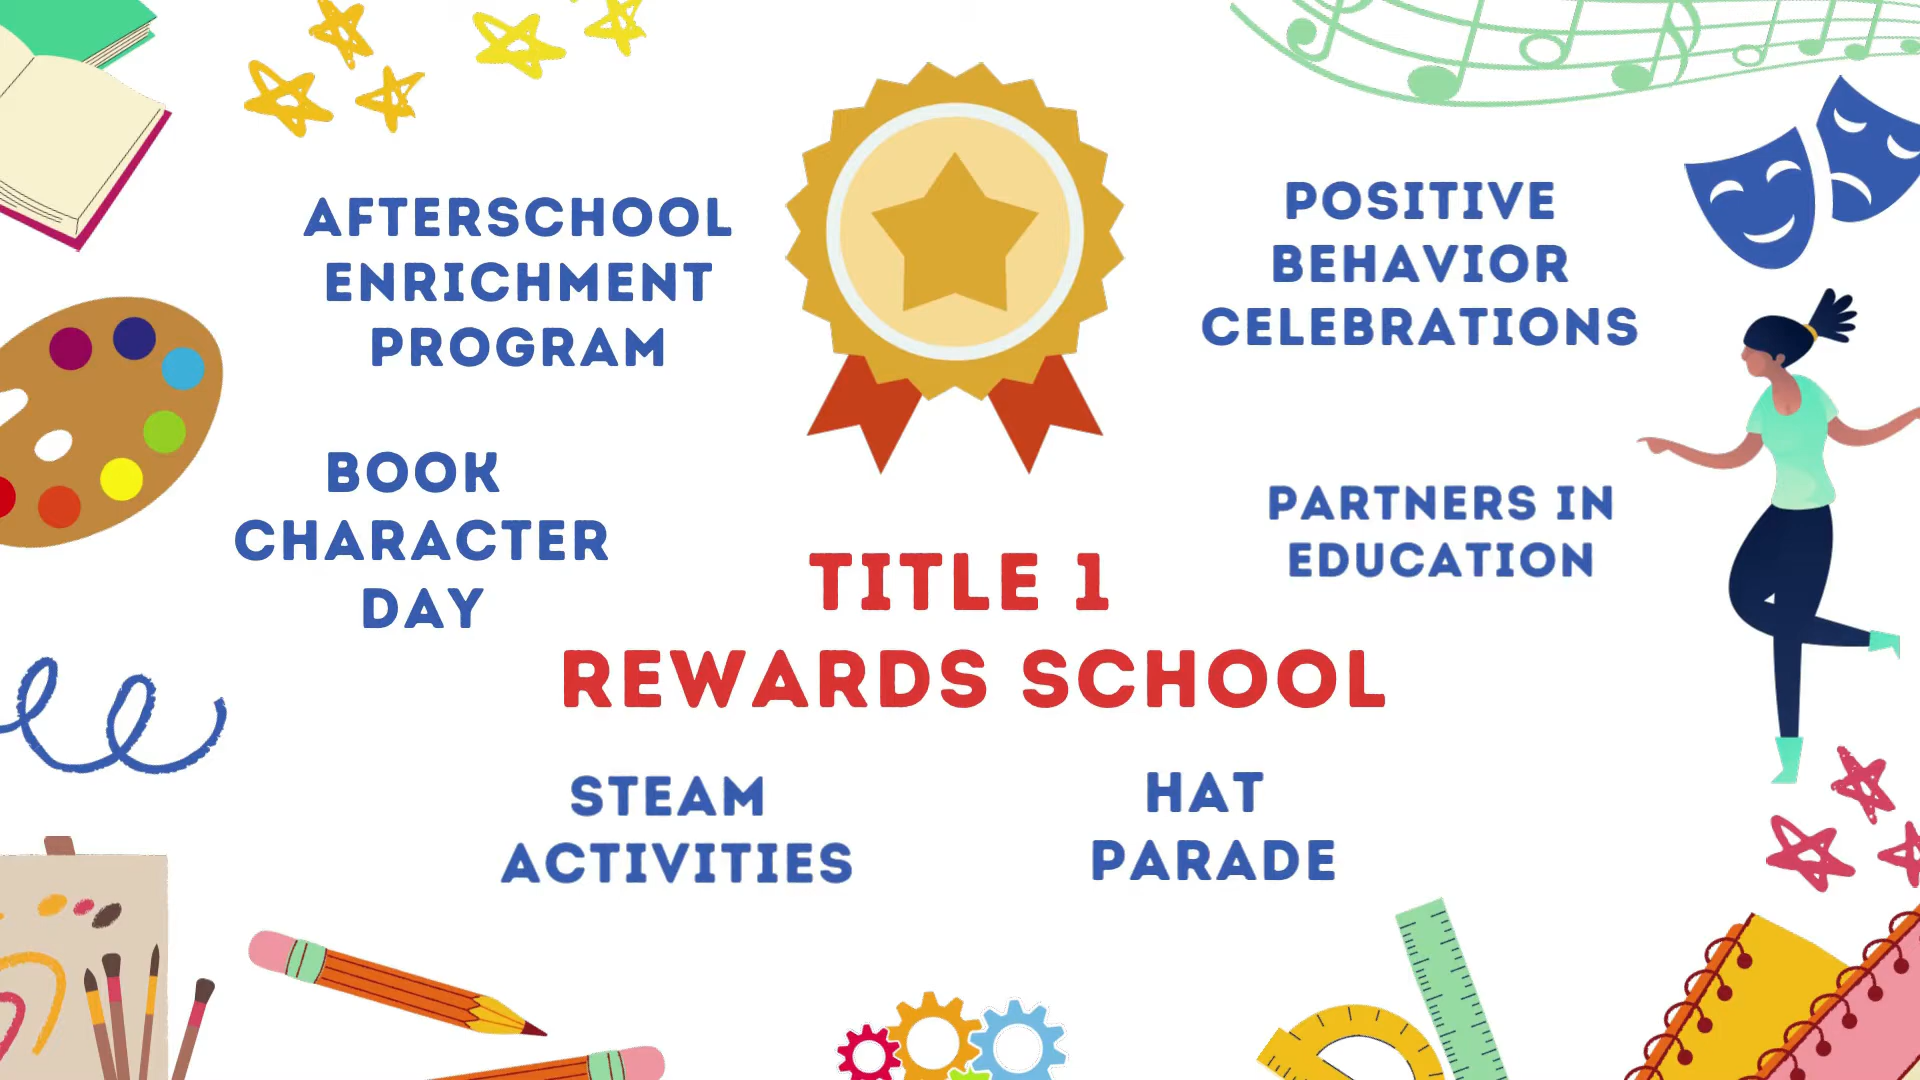 AFTERSCHOOL
ENRICHMENT
PROGRAM
POSITIVE
BEHAVIOR
CELEBRATIONS
BOOK
CHARACTER
DAY
PARTNERS IN
EDUCATION
TITLE 1
REWARDS SCHOOL
STEAM
ACTIVITIES
HAT
PARADE